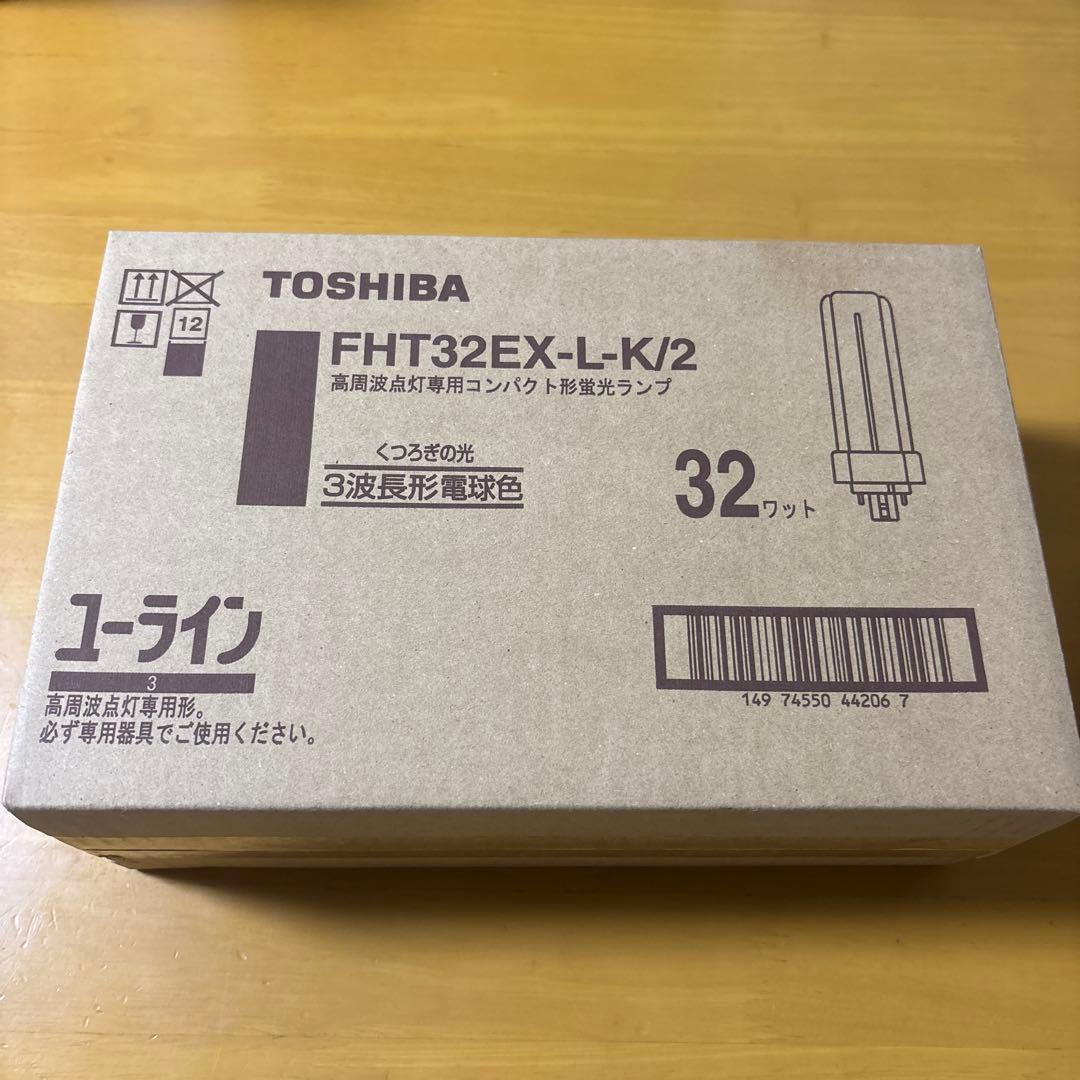 TOSHIBA
12
FHT32EX-L-K/2
高周波点灯専用コンパクト形蛍光ランプ
くつろぎの光
3波長形電球色
32ワット
ユーライン
3
高周波点灯専用形。
必ず専用器具でご使用ください。
149 74550 44206 7